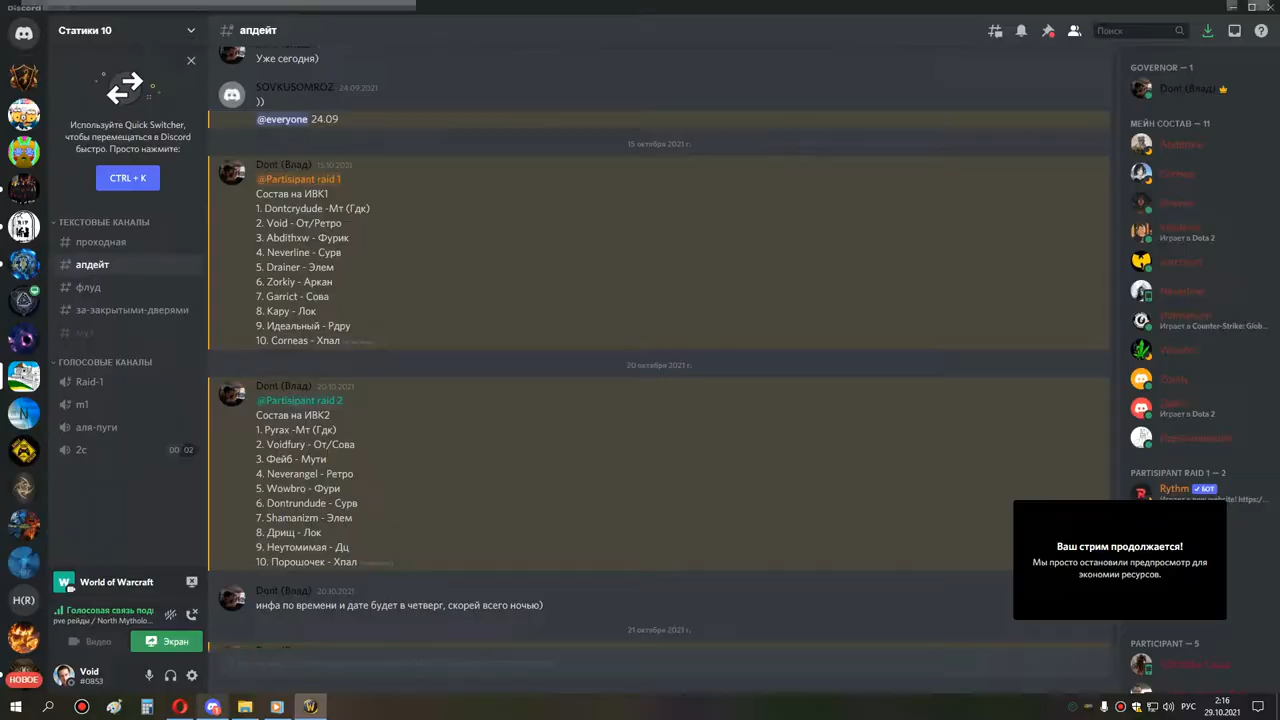 Discord
Статики 10
Используйте Quick Switcher,
чтобы перемещаться в Discord
быстро. Просто нажмите:
CTRL + K
ТЕКСТОВЫЕ КАНАЛЫ
проходная
апдейт
флуд
за-закрытыми-дверями
ГОЛОСОВЫЕ КАНАЛЫ
Raid-1
m1
аля-пуги
2с
00 02
World of Warcraft
Голосовая связь под
рve рейды / North Mytholo...
Видео
Экран
НОВОЕ
Void
#0853
H(R)
апдейт
Поиск
Уже сегодня)
SOVKUSOMROZ 24.09.2021
))
@everyone 24.09
15 октября 2021 г.
Dont (Влад) 15.10.2021
@Partisipant raid 1
Состав на ИВК1
1. Dontcrydude -Мт (Гдк)
2. Void - От/Ретро
3. Abdithxw - Фурик
4. Neverline - Сурв
5. Drainer - Элем
6. Zorkiy - Аркан
7. Garrict - Сова
8. Кару - Лок
9. Идеальный - Рдру
10. Corneas - Хпал
20 октября 2021 г.
Dont (Влад) 20.10.2021
@Partisipant raid 2
Состав на ИВК2
1. Pyrax -Мт (Гдк)
2. Voidfury - От/Сова
3. Фейб - Мути
4. Neverangel - Ретро
5. Wowbro - Фури
6. Dontrundude - Сурв
7. Shamanizm - Элем
8. Дрищ - Лок
9. Неутомимая - Дц
10. Порошочек - Хпал
Dont (Влад) 20.10.2021
инфа по времени и дате будет в четверг, скорей всего ночью)
21 октября 2021 г.
GOVERNOR — 1
Dont (Влад)
МЕЙН СОСТАВ — 11
Abdithxw
Corneas
Играет в Dota 2
Neverline
Играет в Counter-Strike: Glob...
Играет в Dota 2
PARTISIPANT RAID 1 — 2
Rythm БОТ
Ваш стрим продолжается!
Мы просто остановили предпросмотр для
экономии ресурсов.
PARTICIPANT — 5
РУС
2:16
29.10.2021